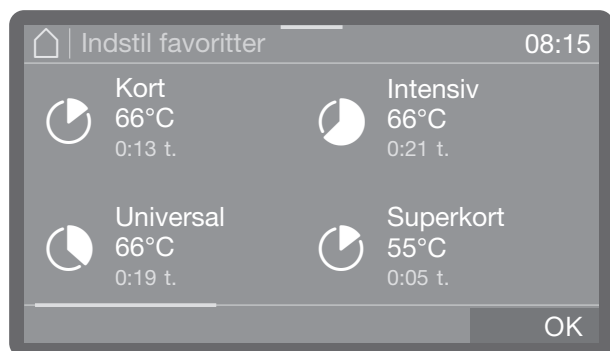 Indstil favoritter 08:15
Kort
66°C
0:13 t.
Intensiv
66°C
0:21 t.
Universal
66°C
0:19 t.
Superkort
55°C
0:05 t.
OK